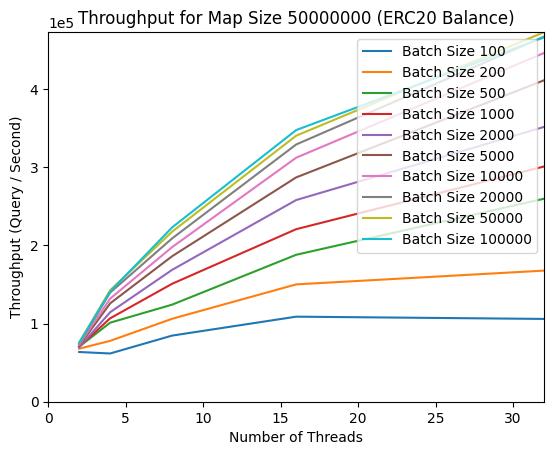 Throughput for Map Size 50000000 (ERC20 Balance)
1e5
Throughput (Query / Second)
4
3
2
1
0
0 5 10 15 20 25 30
Number of Threads
Batch Size 100
Batch Size 200
Batch Size 500
Batch Size 1000
Batch Size 2000
Batch Size 5000
Batch Size 10000
Batch Size 20000
Batch Size 50000
Batch Size 100000